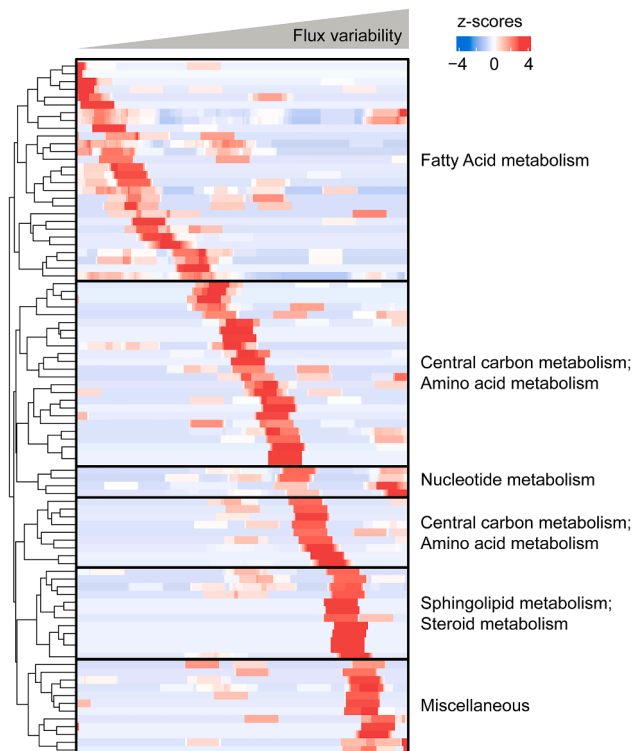 Flux variability
z-scores
−4 0 4
Fatty Acid metabolism
Central carbon metabolism;
Amino acid metabolism
Nucleotide metabolism
Central carbon metabolism;
Amino acid metabolism
Sphingolipid metabolism;
Steroid metabolism
Miscellaneous